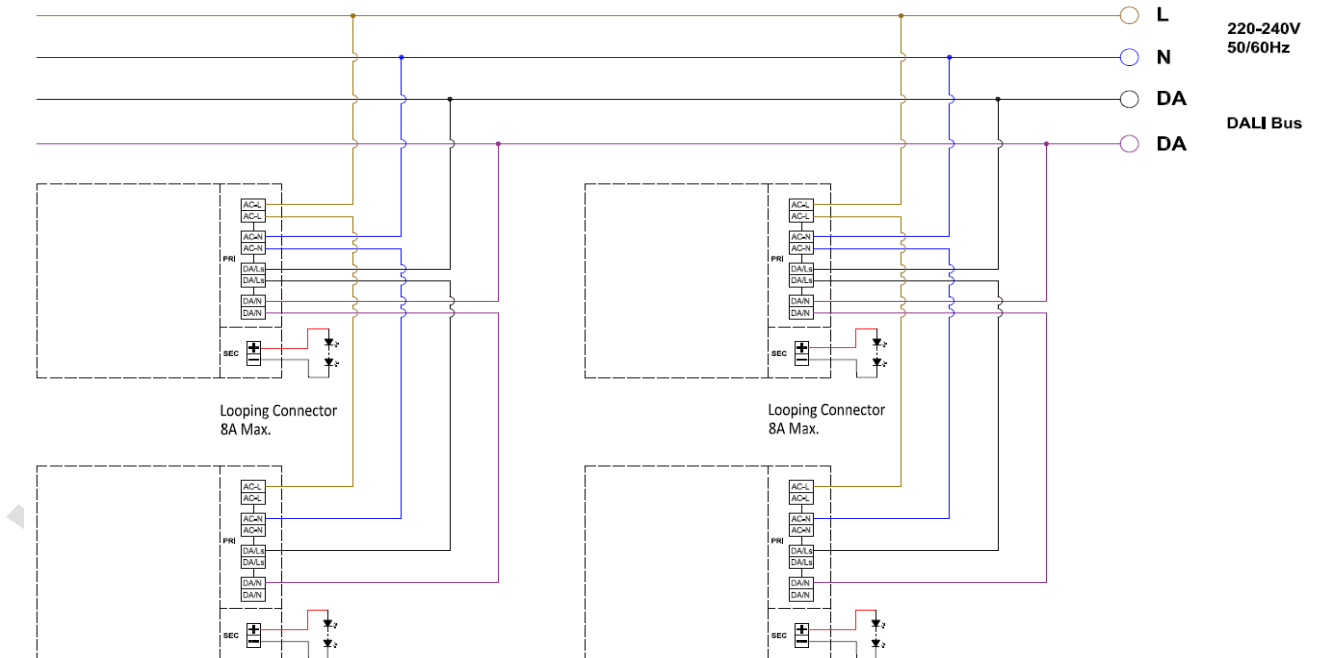 L
220-240V
50/60Hz
N
DA
DALI Bus
DA
AC-L
AC-L
AC-N
AC-N
PRI
DA/Ls
DA/Ls
DA/N
DA/N
SEC
+
−
Looping Connector
8A Max.
AC-L
AC-L
AC-N
AC-N
PRI
DA/Ls
DA/Ls
DA/N
DA/N
SEC
+
−
Looping Connector
8A Max.
AC-L
AC-L
AC-N
AC-N
PRI
DA/Ls
DA/Ls
DA/N
DA/N
SEC
+
−
AC-L
AC-L
AC-N
AC-N
PRI
DA/Ls
DA/Ls
DA/N
DA/N
SEC
+
−